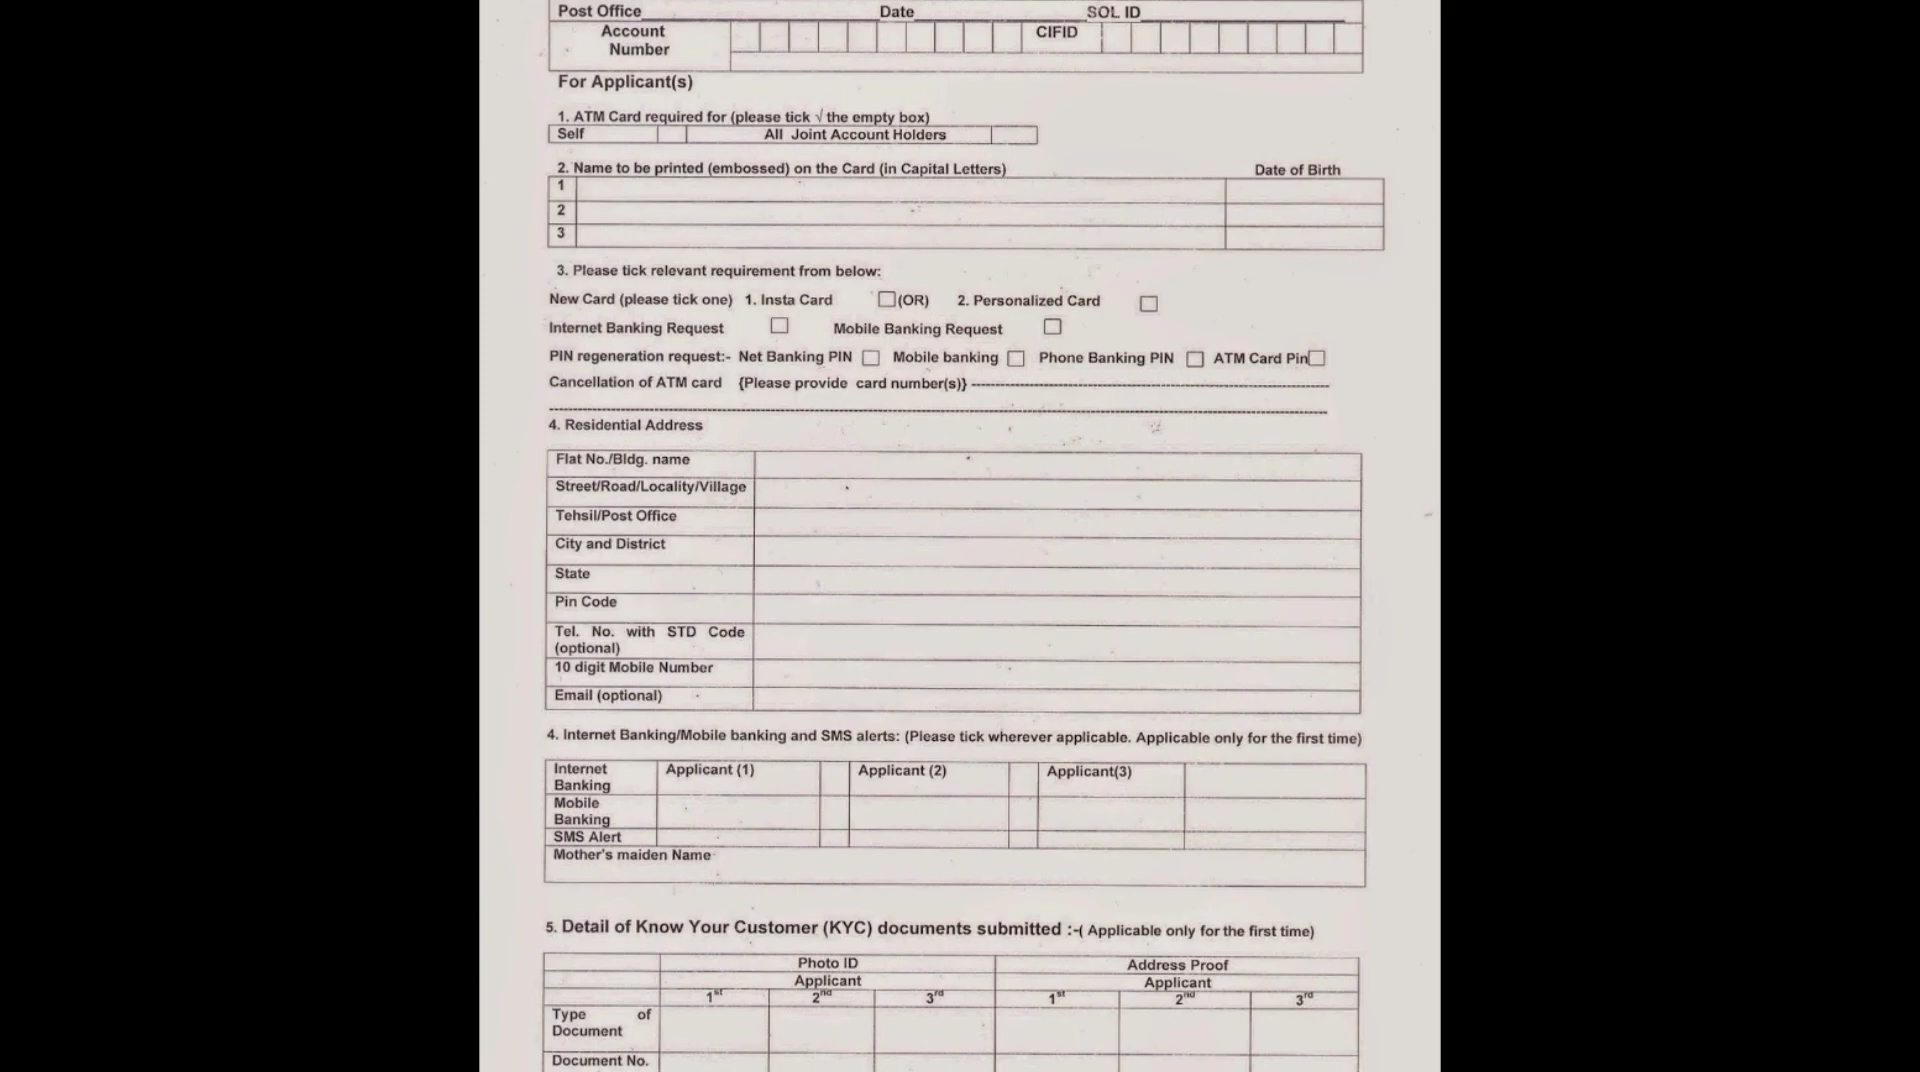 Post Office Date SOL ID
Account Number CIFID
For Applicant(s)
1. ATM Card required for (please tick √ the empty box)
Self All Joint Account Holders
2. Name to be printed (embossed) on the Card (in Capital Letters) Date of Birth
1
2
3
3. Please tick relevant requirement from below:
New Card (please tick one) 1. Insta Card (OR) 2. Personalized Card
Internet Banking Request Mobile Banking Request
PIN regeneration request:- Net Banking PIN Mobile banking Phone Banking PIN ATM Card Pin
Cancellation of ATM card {Please provide card number(s)}
4. Residential Address
Flat No./Bldg. name
Street/Road/Locality/Village
Tehsil/Post Office
City and District
State
Pin Code
Tel. No. with STD Code
(optional)
10 digit Mobile Number
Email (optional)
4. Internet Banking/Mobile banking and SMS alerts: (Please tick wherever applicable. Applicable only for the first time)
Internet Banking Applicant (1) Applicant (2) Applicant(3)
Mobile Banking
SMS Alert
Mother's maiden Name
5. Detail of Know Your Customer (KYC) documents submitted :-( Applicable only for the first time)
Photo ID Address Proof
Applicant Applicant
1st 2nd 3rd 1st 2nd 3rd
Type of Document
Document No.